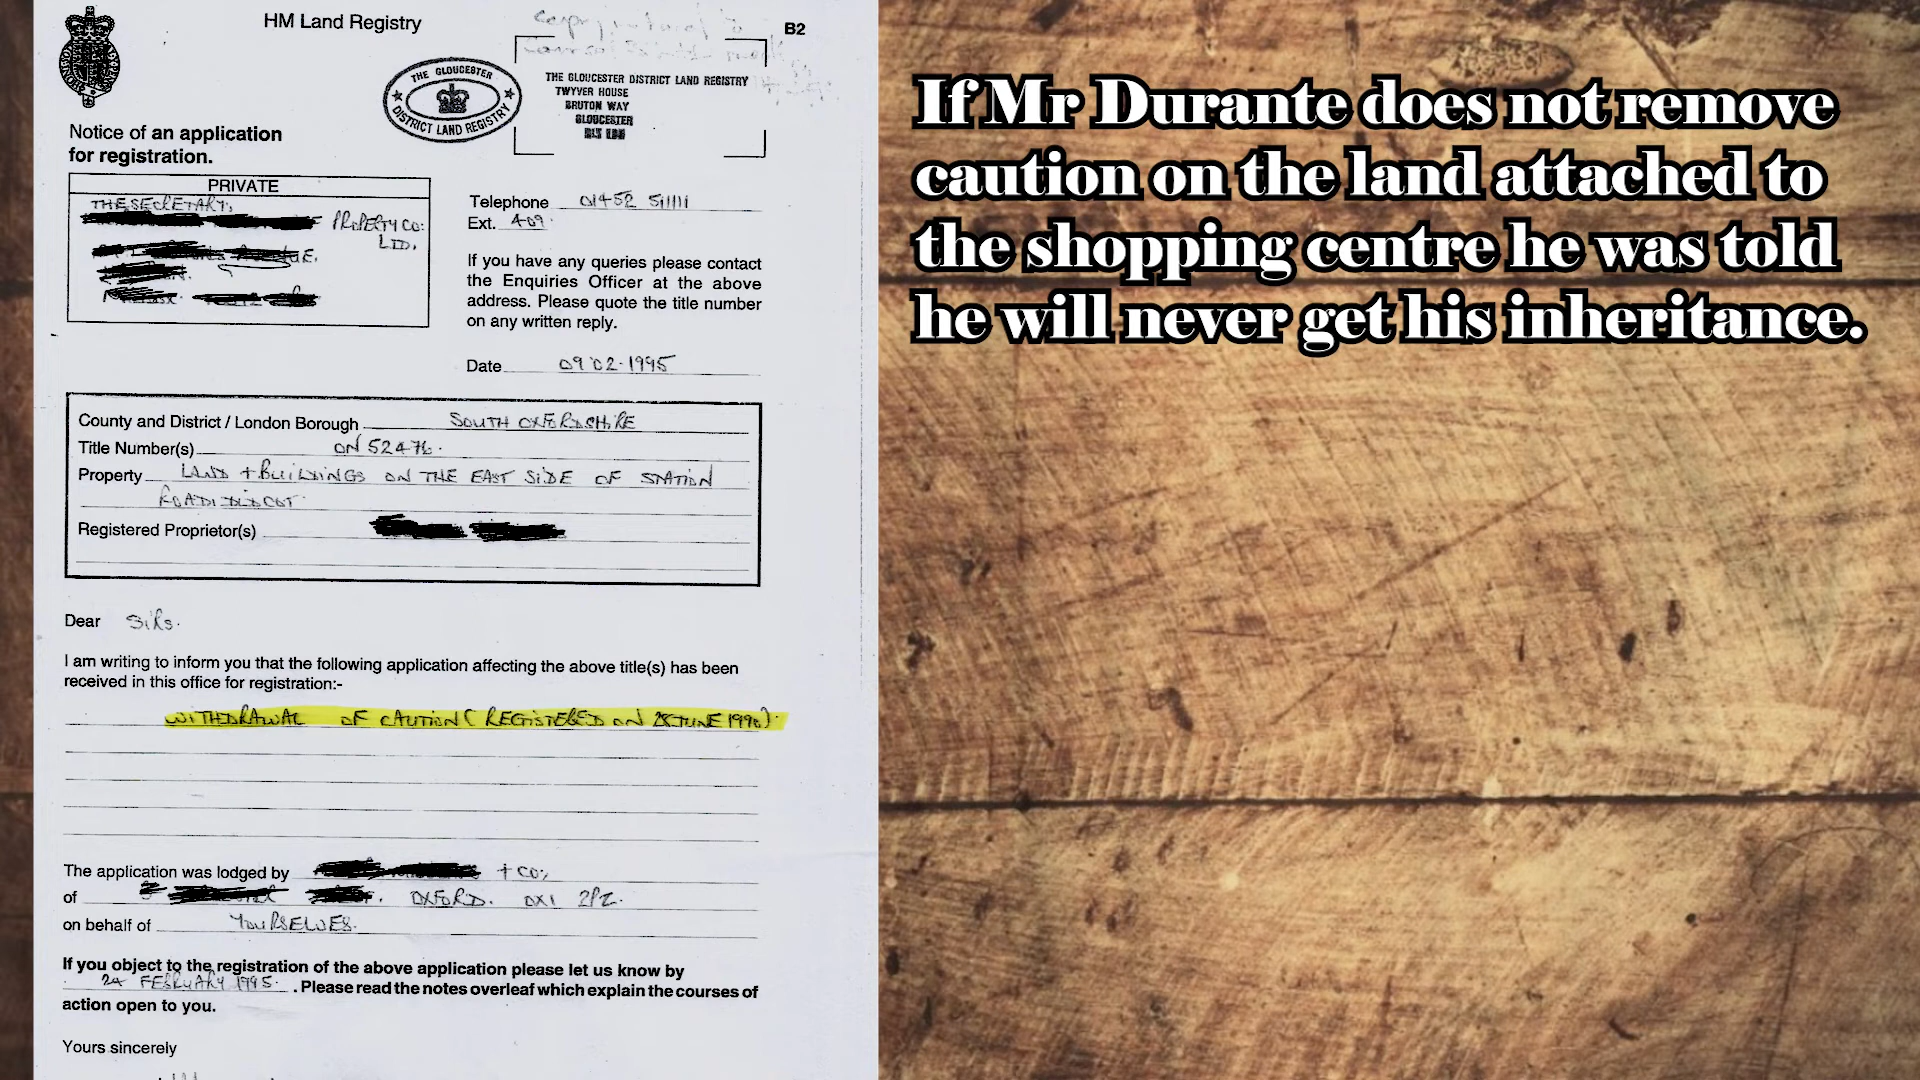 HM Land Registry
B2
THE GLOUCESTER
DISTRICT LAND REGISTRY
THE GLOUCESTER DISTRICT LAND REGISTRY
TWYVER HOUSE
BRUTON WAY
GLOUCESTER
Notice of an application
for registration.
PRIVATE
THE SECRETARY,
PROPERTY CO:
LTD.
Telephone 01452 511111
Ext. 409.
If you have any queries please contact
the Enquiries Officer at the above
address. Please quote the title number
on any written reply.
Date 09 02.1995
County and District / London Borough SOUTH OXFORDSHIRE
Title Number(s) ON 52476.
Property LAND + BUILDINGS ON THE EAST SIDE OF STATION
ROAD, DIDCOT
Registered Proprietor(s)
Dear SIRS.
I am writing to inform you that the following application affecting the above title(s) has been
received in this office for registration:-
WITHDRAWAL OF CAUTION ( REGISTERED ON 28 JUNE 1990).
The application was lodged by + CO;
of OXFORD. OX1 2PZ.
on behalf of YOURSELVES.
If you object to the registration of the above application please let us know by
24 FEBRUARY 1995. . Please read the notes overleaf which explain the courses of
action open to you.
Yours sincerely
If Mr Durante does not remove
caution on the land attached to
the shopping centre he was told
he will never get his inheritance.